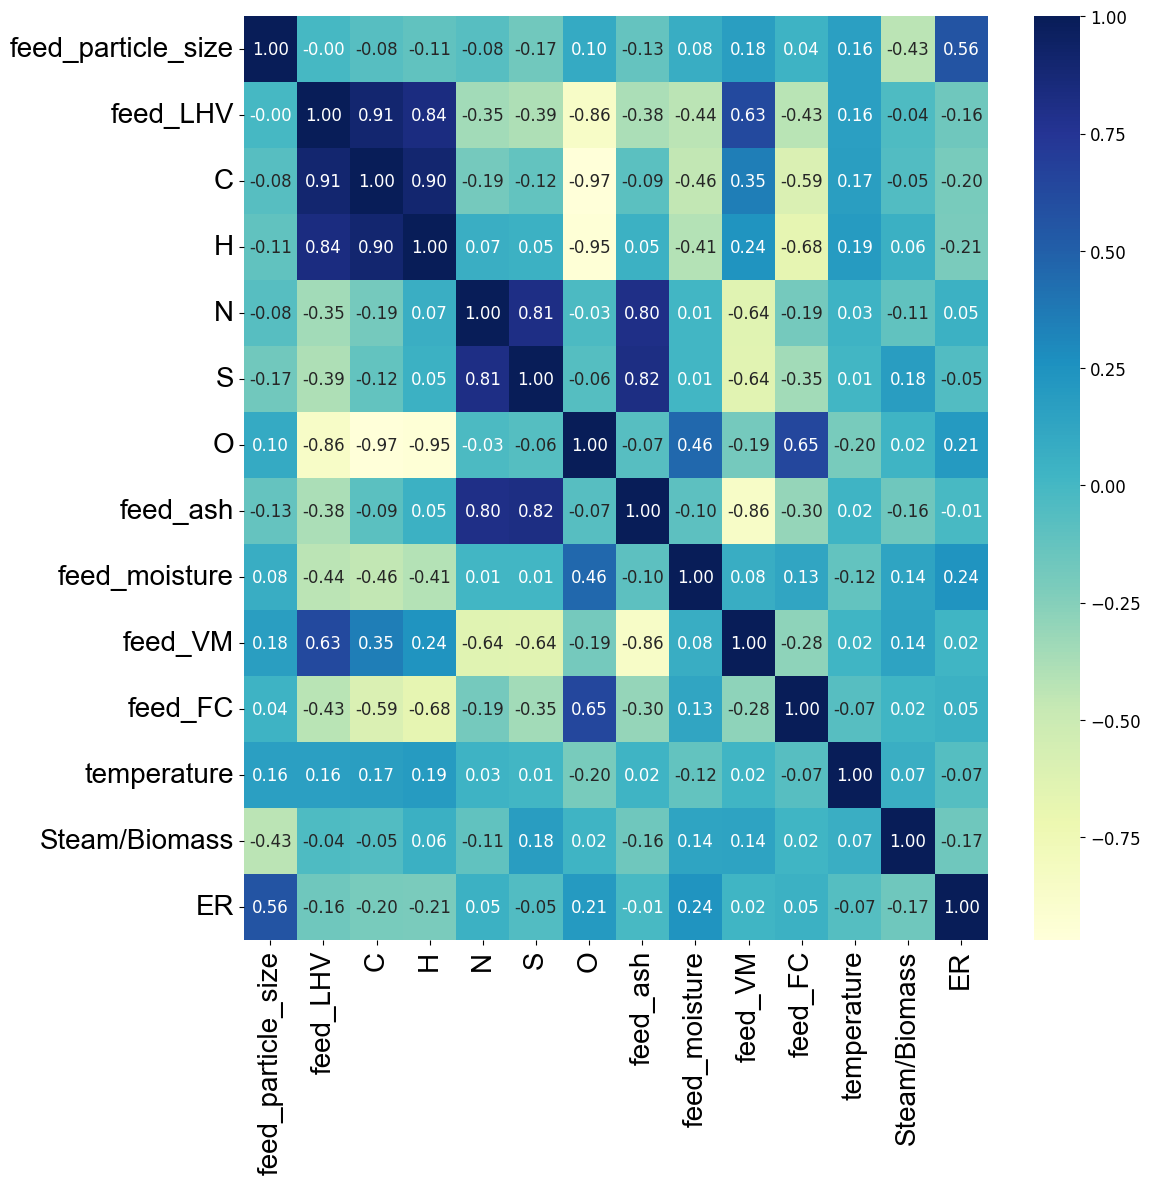 feed_particle_size 1.00 -0.00 -0.08 -0.11 -0.08 -0.17 0.10 -0.13 0.08 0.18 0.04 0.16 -0.43 0.56
feed_LHV -0.00 1.00 0.91 0.84 -0.35 -0.39 -0.86 -0.38 -0.44 0.63 -0.43 0.16 -0.04 -0.16
C -0.08 0.91 1.00 0.90 -0.19 -0.12 -0.97 -0.09 -0.46 0.35 -0.59 0.17 -0.05 -0.20
H -0.11 0.84 0.90 1.00 0.07 0.05 -0.95 0.05 -0.41 0.24 -0.68 0.19 0.06 -0.21
N -0.08 -0.35 -0.19 0.07 1.00 0.81 -0.03 0.80 0.01 -0.64 -0.19 0.03 -0.11 0.05
S -0.17 -0.39 -0.12 0.05 0.81 1.00 -0.06 0.82 0.01 -0.64 -0.35 0.01 0.18 -0.05
O 0.10 -0.86 -0.97 -0.95 -0.03 -0.06 1.00 -0.07 0.46 -0.19 0.65 -0.20 0.02 0.21
feed_ash -0.13 -0.38 -0.09 0.05 0.80 0.82 -0.07 1.00 -0.10 -0.86 -0.30 0.02 -0.16 -0.01
feed_moisture 0.08 -0.44 -0.46 -0.41 0.01 0.01 0.46 -0.10 1.00 0.08 0.13 -0.12 0.14 0.24
feed_VM 0.18 0.63 0.35 0.24 -0.64 -0.64 -0.19 -0.86 0.08 1.00 -0.28 0.02 0.14 0.02
feed_FC 0.04 -0.43 -0.59 -0.68 -0.19 -0.35 0.65 -0.30 0.13 -0.28 1.00 -0.07 0.02 0.05
temperature 0.16 0.16 0.17 0.19 0.03 0.01 -0.20 0.02 -0.12 0.02 -0.07 1.00 0.07 -0.07
Steam/Biomass -0.43 -0.04 -0.05 0.06 -0.11 0.18 0.02 -0.16 0.14 0.14 0.02 0.07 1.00 -0.17
ER 0.56 -0.16 -0.20 -0.21 0.05 -0.05 0.21 -0.01 0.24 0.02 0.05 -0.07 -0.17 1.00
feed_particle_size
feed_LHV
C
H
N
S
O
feed_ash
feed_moisture
feed_VM
feed_FC
temperature
Steam/Biomass
ER
1.00
0.75
0.50
0.25
0.00
−0.25
−0.50
−0.75